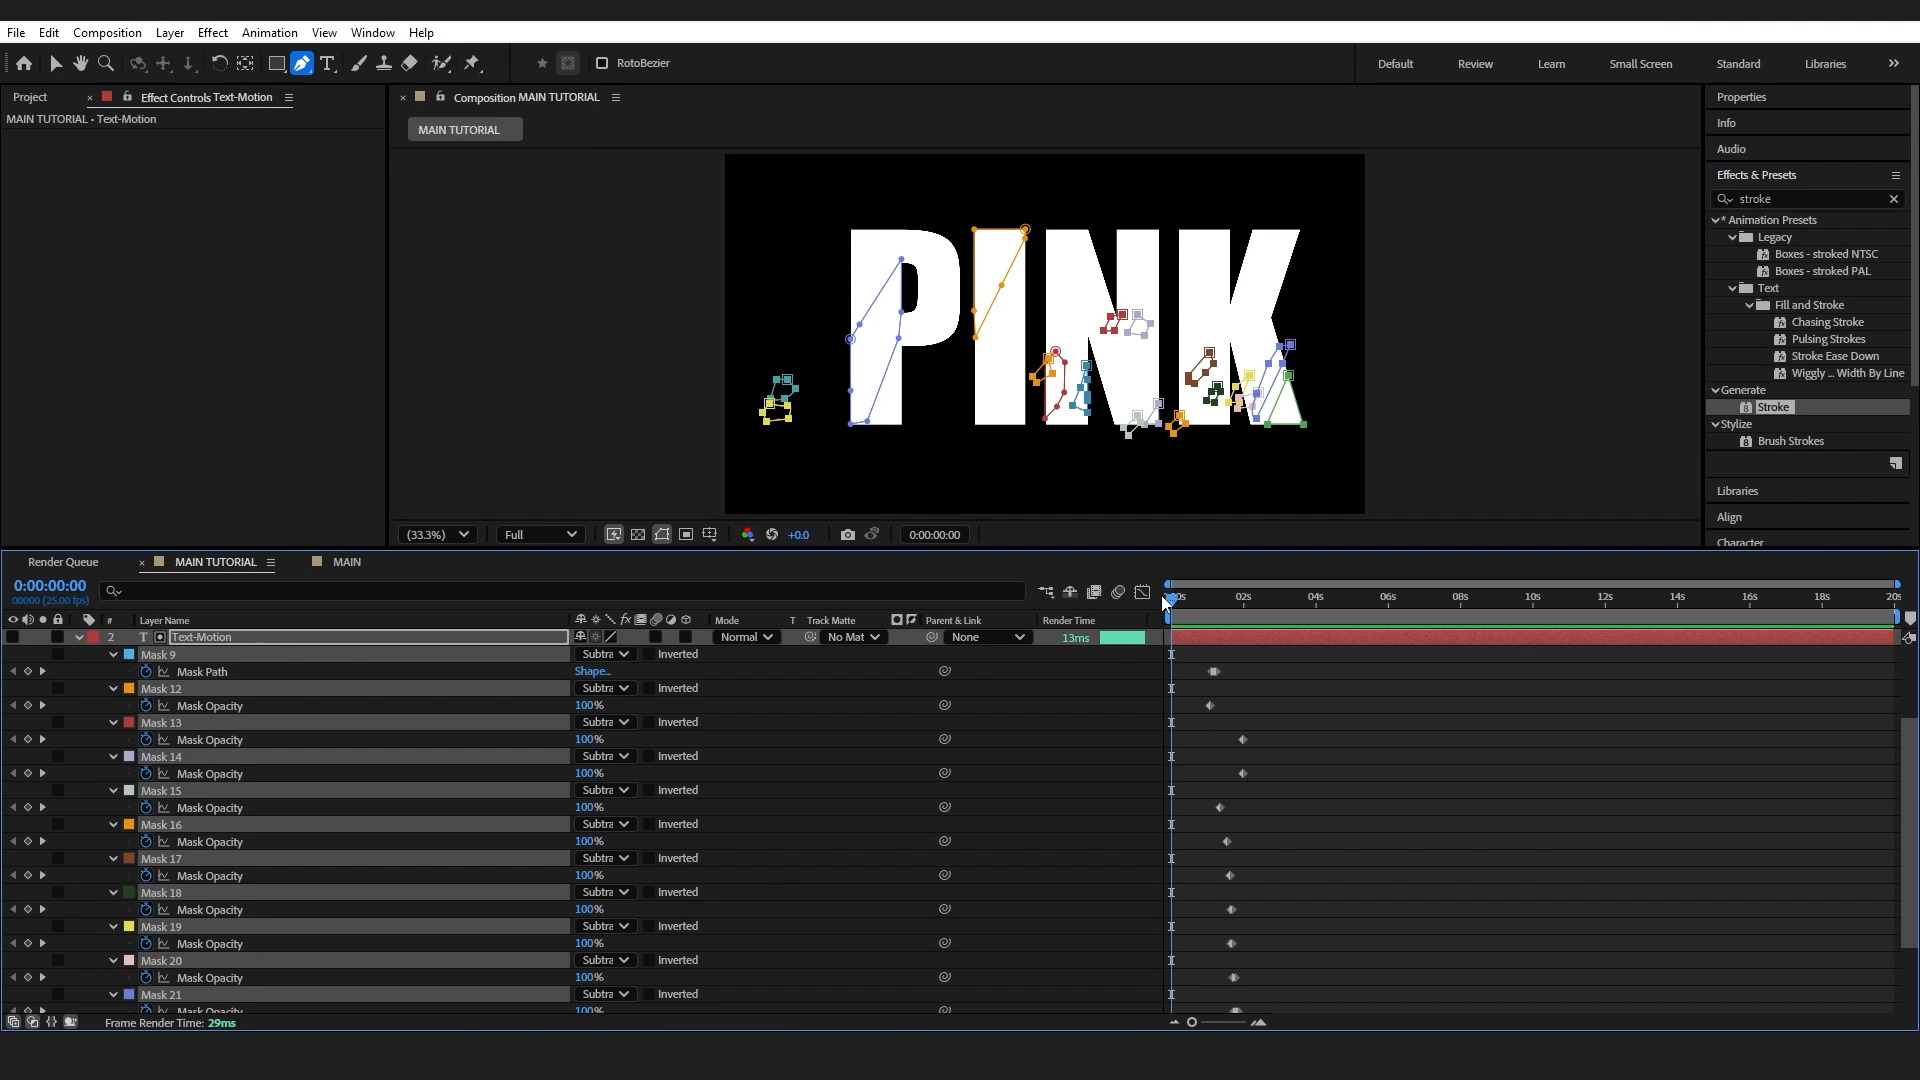 File Edit Composition Layer Effect Animation View Window Help
RotoBezier
Default Review Learn Small Screen Standard Libraries
Project
Effect Controls Text-Motion
MAIN TUTORIAL - Text-Motion
Composition MAIN TUTORIAL
MAIN TUTORIAL
PINK
(33.3%) Full +0.0 0:00:00:00
Properties
Info
Audio
Effects & Presets
stroke
* Animation Presets
Legacy
Boxes - stroked NTSC
Boxes - stroked PAL
Text
Fill and Stroke
Chasing Stroke
Pulsing Strokes
Stroke Ease Down
Wiggly ... Width By Line
Generate
Stroke
Stylize
Brush Strokes
Libraries
Align
Character
Render Queue MAIN TUTORIAL MAIN
0:00:00:00
00000 (25.00 fps)
02s 04s 06s 08s 10s 12s 14s 16s 18s 20s
# Layer Name Mode T Track Matte Parent & Link Render Time
2 T Text-Motion Normal No Mat None 13ms
Mask 9 Subtra Inverted
Mask Path Shape...
Mask 12 Subtra Inverted
Mask Opacity 100%
Mask 13 Subtra Inverted
Mask Opacity 100%
Mask 14 Subtra Inverted
Mask Opacity 100%
Mask 15 Subtra Inverted
Mask Opacity 100%
Mask 16 Subtra Inverted
Mask Opacity 100%
Mask 17 Subtra Inverted
Mask Opacity 100%
Mask 18 Subtra Inverted
Mask Opacity 100%
Mask 19 Subtra Inverted
Mask Opacity 100%
Mask 20 Subtra Inverted
Mask Opacity 100%
Mask 21 Subtra Inverted
Mask Opacity 100%
Frame Render Time: 29ms